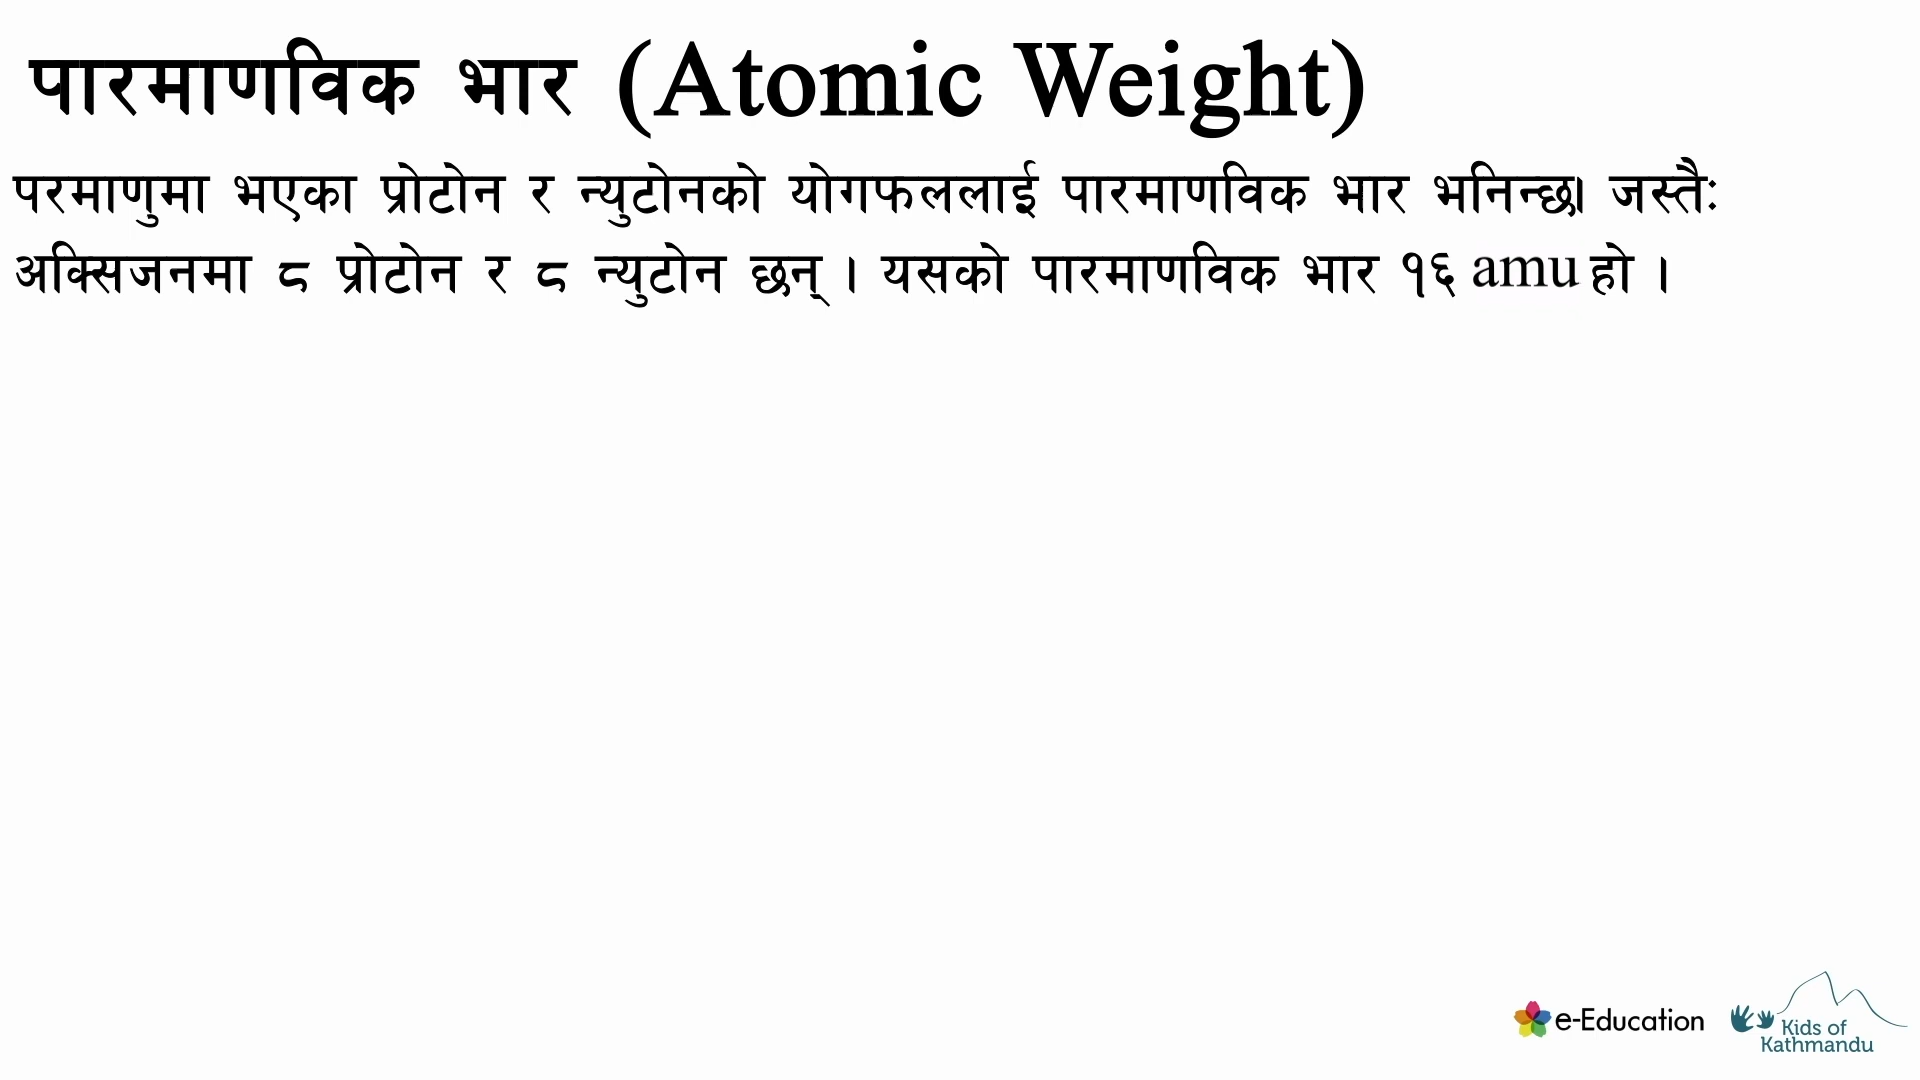 पारमाणविक भार (Atomic Weight)
परमाणुमा भएका प्रोटोन र न्युटोनको योगफललाई पारमाणविक भार भनिन्छ। जस्तैः
अक्सिजनमा ८ प्रोटोन र ८ न्युटोन छन् । यसको पारमाणविक भार १६ amu हो ।
e-Education
Kids of
Kathmandu